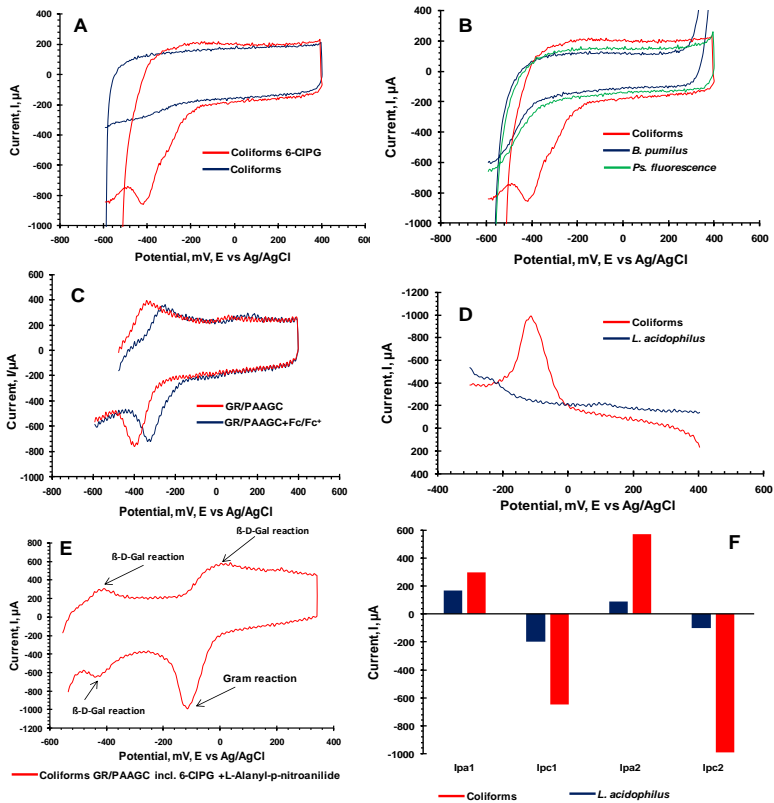 A
Current, I, µA
400
200
0
-200
-400
-600
-800
-1000
-800 -600 -400 -200 0 200 400 600
Coliforms 6-CIPG
Coliforms
Potential, mV, E vs Ag/AgCl
B
Current, I, µA
400
200
0
-200
-400
-600
-800
-1000
-800 -600 -400 -200 0 200 400 600
Coliforms
B. pumilus
Ps. fluorescence
Potential, mV, E vs Ag/AgCl
C
Current, I/µA
600
400
200
0
-200
-400
-600
-800
-1000
-800 -600 -400 -200 0 200 400 600
GR/PAAGC
GR/PAAGC+Fc/Fc⁺
Potential, mV, E vs Ag/AgCl
D
Current, I, µA
-1200
-1000
-800
-600
-400
-200
0
200
400
-400 -200 0 200 400 600
Coliforms
L. acidophilus
Potential, mV, E vs Ag/AgCl
E
ß-D-Gal reaction
ß-D-Gal reaction
Current, I, µA
1000
800
600
400
200
0
-200
-400
-600
-800
-1000
-1200
ß-D-Gal reaction
Gram reaction
-600 -400 -200 0 200 400
Potential, mV, E vs Ag/AgCl
Coliforms GR/PAAGC incl. 6-CIPG +L-Alanyl-p-nitroanilide
F
Current, I, µA
600
400
200
0
-200
-400
-600
-800
-1000
Ipa1 Ipc1 Ipa2 Ipc2
Coliforms
L. acidophilus